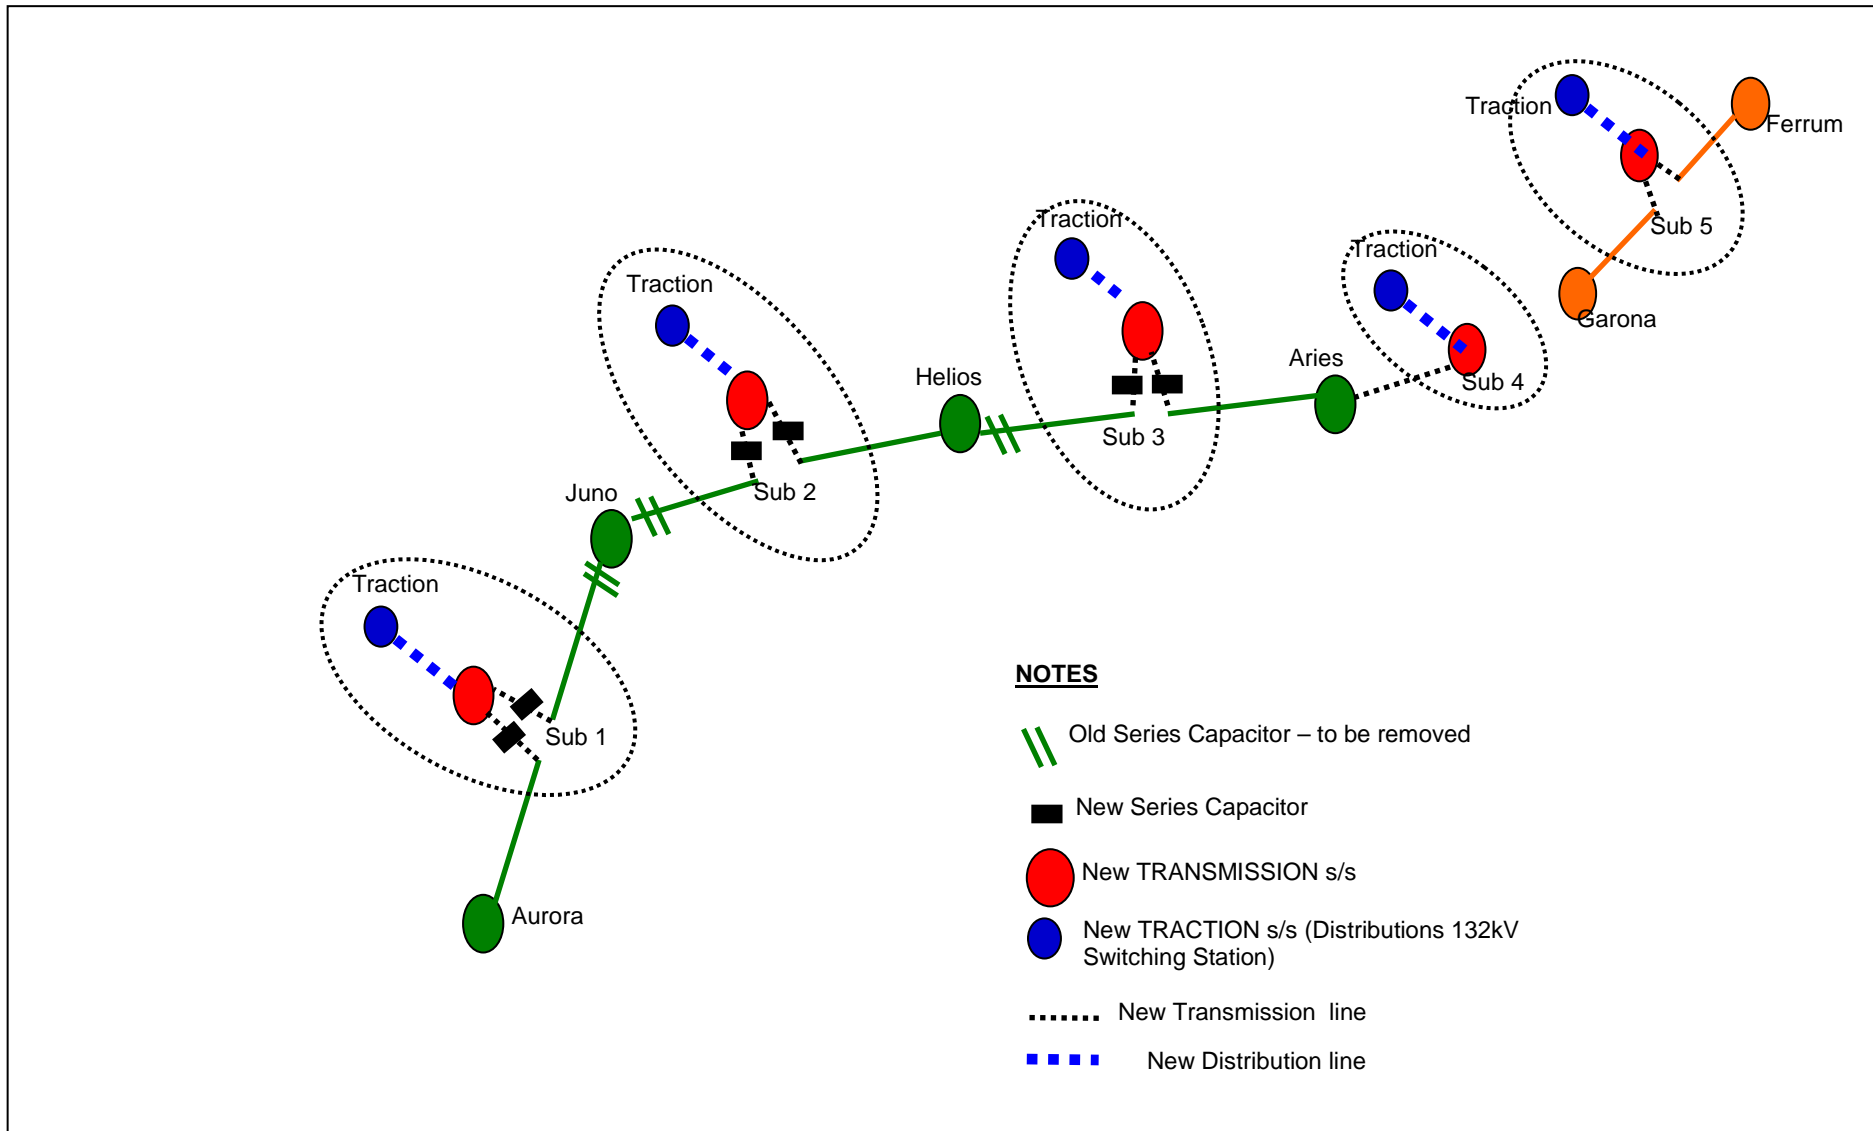 Traction
Ferrum
Traction
Sub 5
Traction
Traction
Garona
Helios
Aries
Sub 4
Sub 3
Juno
Sub 2
Traction
Sub 1
Aurora
NOTES
Old Series Capacitor – to be removed
New Series Capacitor
New TRANSMISSION s/s
New TRACTION s/s (Distributions 132kV
Switching Station)
New Transmission line
New Distribution line